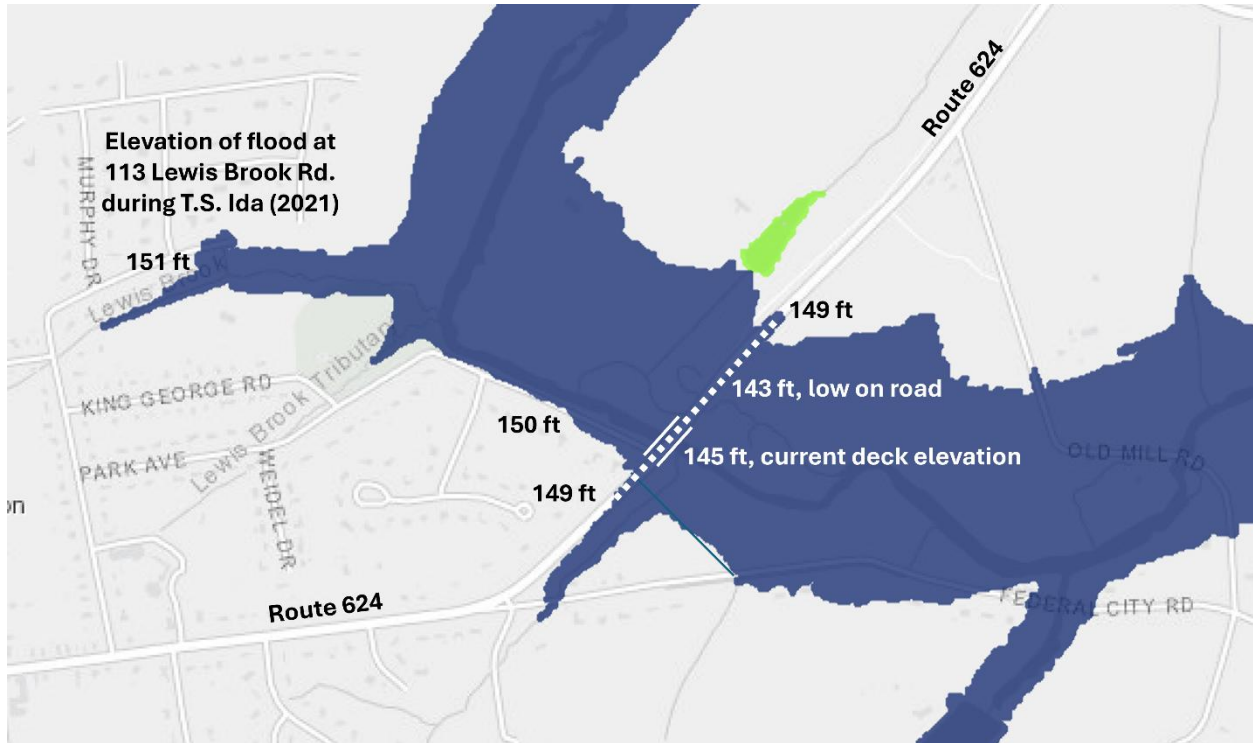 Route 624
Elevation of flood at
113 Lewis Brook Rd.
during T.S. Ida (2021)
MURPHY DR
151 ft
Lewis Brook
149 ft
KING GEORGE RD
Lewis Brook Tributary
143 ft, low on road
150 ft
145 ft, current deck elevation
OLD MILL RD
PARK AVE
WEIDEL DR
149 ft
on
Route 624
FEDERAL CITY RD